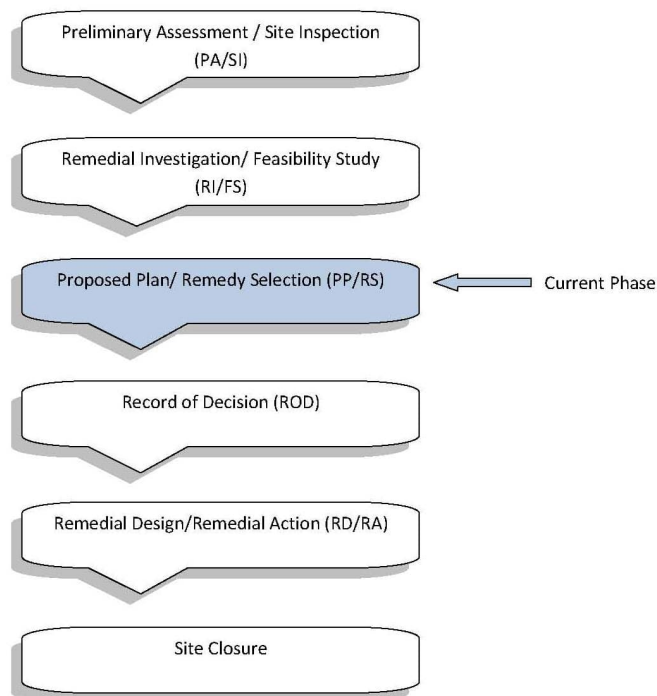 Preliminary Assessment / Site Inspection
(PA/SI)
Remedial Investigation/ Feasibility Study
(RI/FS)
Proposed Plan/ Remedy Selection (PP/RS)
Current Phase
Record of Decision (ROD)
Remedial Design/Remedial Action (RD/RA)
Site Closure